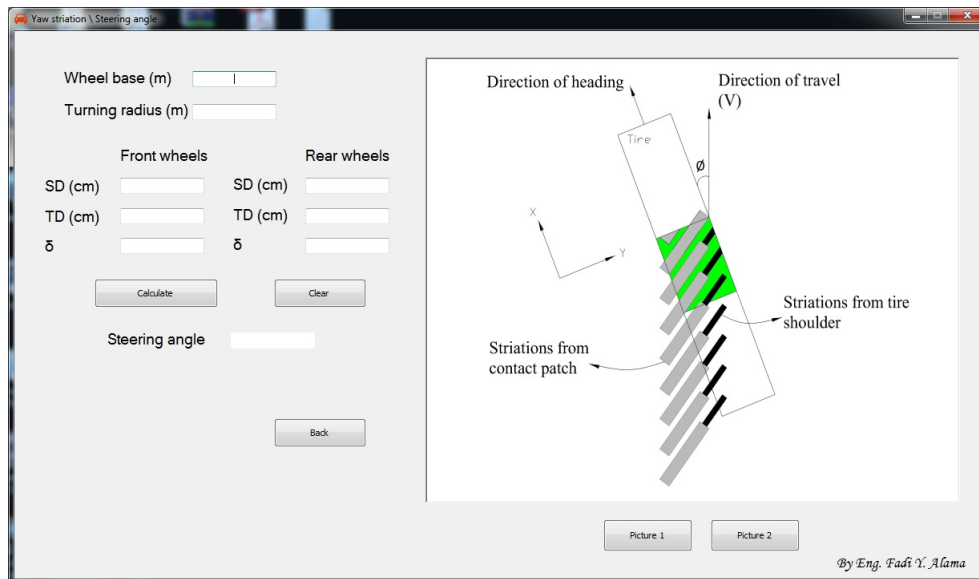 Yaw striation \ Steering angle
Wheel base (m)
Turning radius (m)
Front wheels Rear wheels
SD (cm) SD (cm)
TD (cm) TD (cm)
δ δ
Calculate Clear
Steering angle
Back
Direction of heading
Direction of travel
(V)
Tire
Ø
X
Y
Striations from tire
shoulder
Striations from
contact patch
Picture 1 Picture 2
By Eng. Fadi Y. Alama